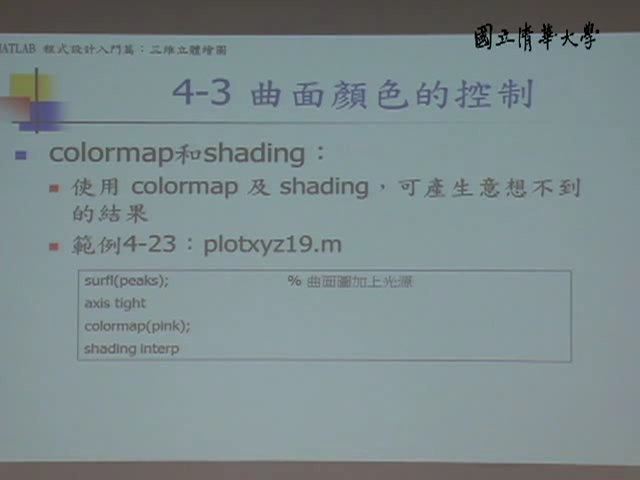 MATLAB 程式設計入門篇：三維立體繪圖
國立清華大學
4-3 曲面顏色的控制
colormap和shading：
使用 colormap 及 shading，可產生意想不到
的結果
範例4-23：plotxyz19.m
surfl(peaks); % 曲面圖加上光源
axis tight
colormap(pink);
shading interp